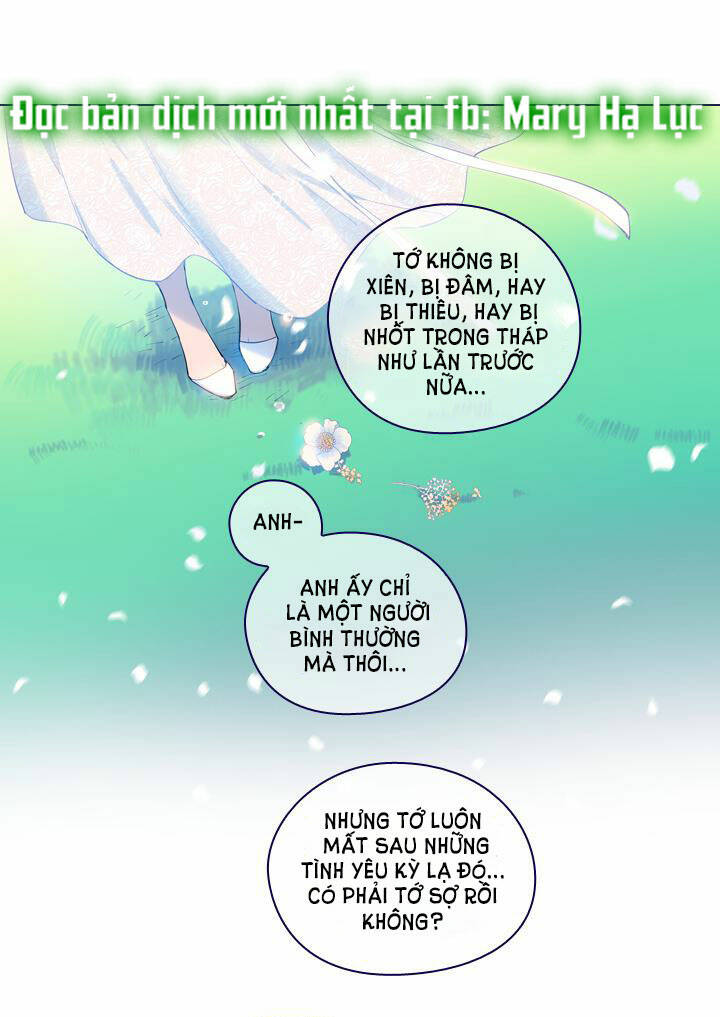 Đọc bản dịch mới nhất tại fb: Mary Hạ Lục
TỚ KHÔNG BỊ
XIÊN, BỊ ĐÂM, HAY
BỊ THIÊU, HAY BỊ
NHỐT TRONG THÁP
NHƯ LẦN TRƯỚC
NỮA...
ANH-
ANH ẤY CHỈ
LÀ MỘT NGƯỜI
BÌNH THƯỜNG
MÀ THÔI...
NHƯNG TỚ LUÔN
MẤT SAU NHỮNG
TÌNH YÊU KỲ LẠ ĐÓ...
CÓ PHẢI TỚ SỢ RỒI
KHÔNG?